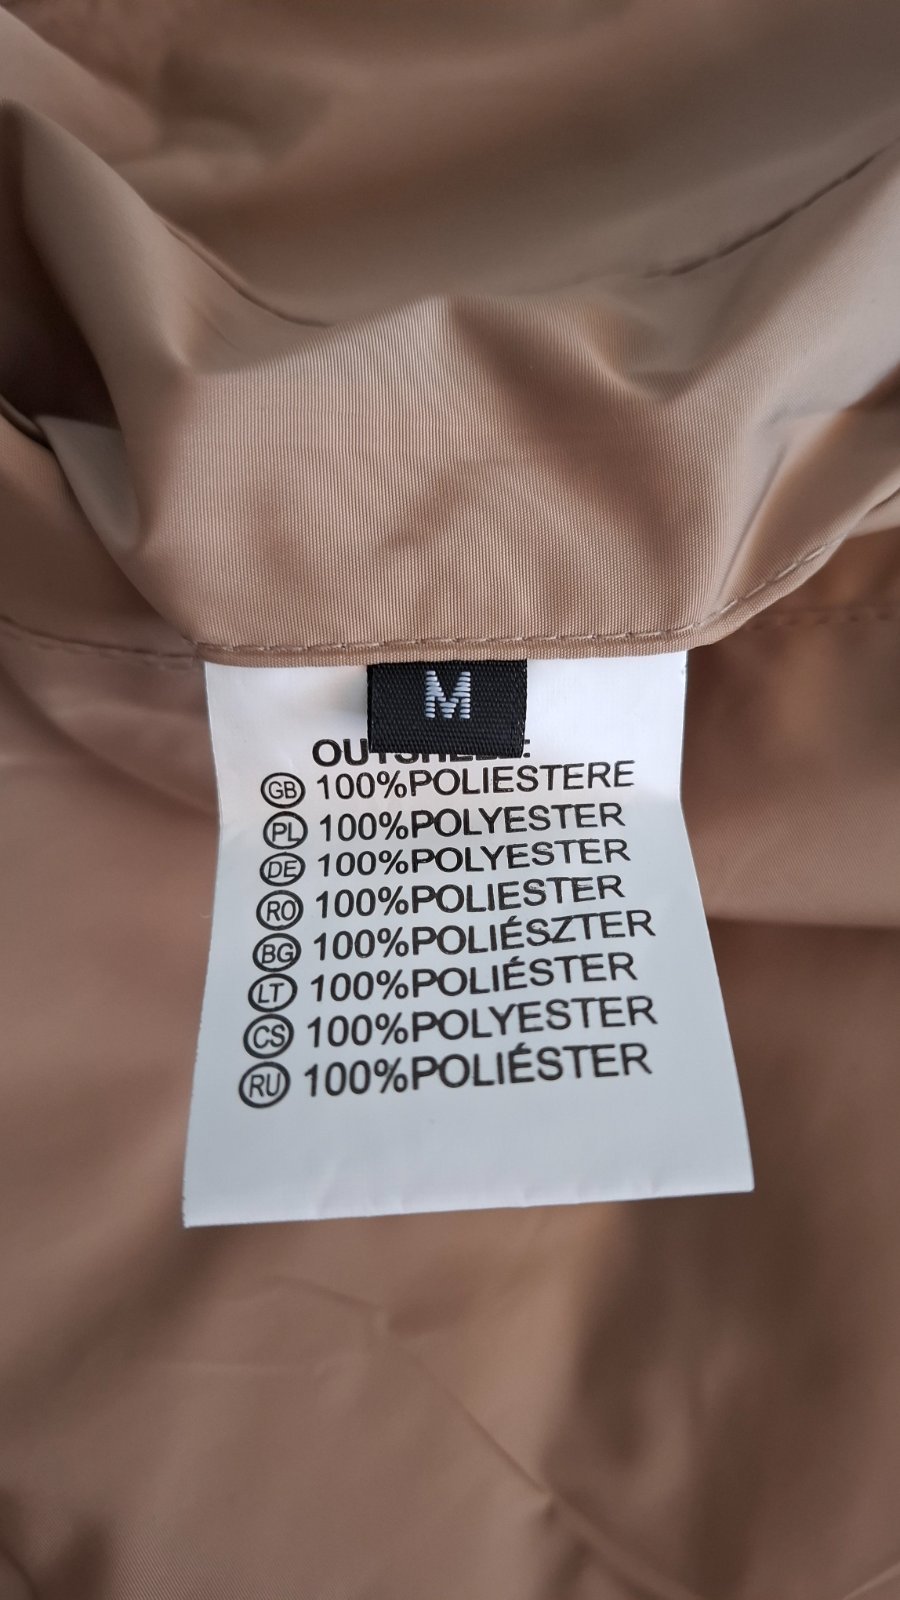 M
GB 100%POLIESTERE
PL 100%POLYESTER
DE 100%POLYESTER
RO 100%POLIESTER
BG 100%POLIÉSZTER
LT 100%POLIÉSTER
CS 100%POLYESTER
RU 100%POLIÉSTER